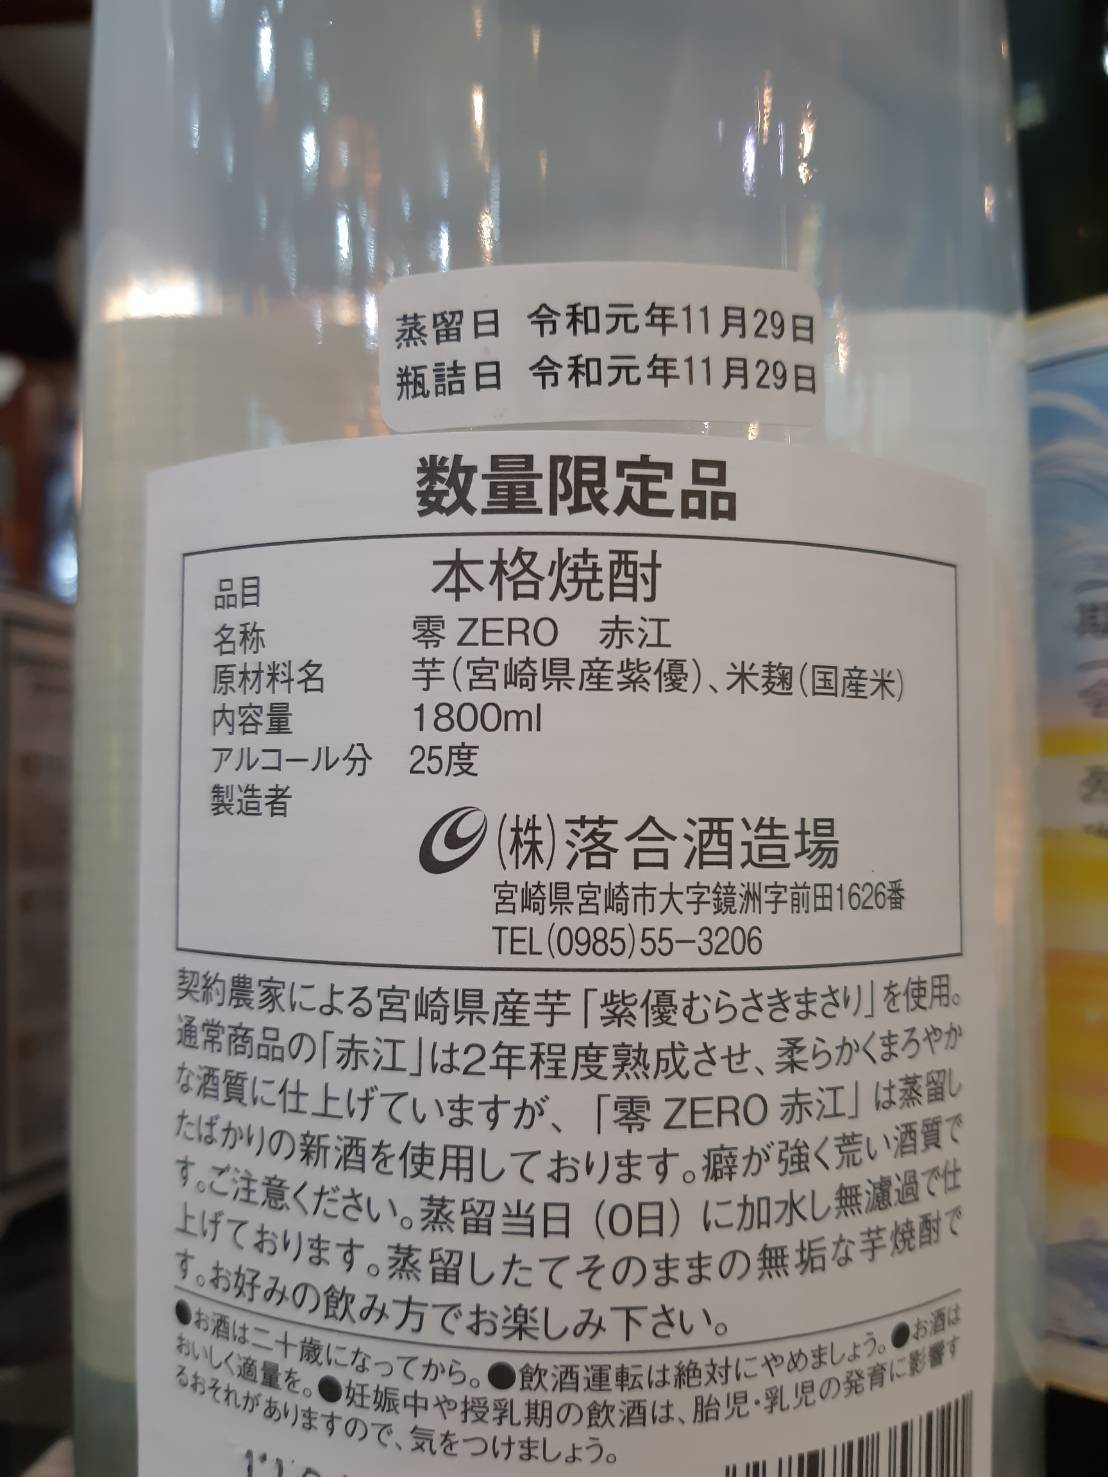 蒸留日 令和元年11月29日
瓶詰日 令和元年11月29日
数量限定品
品目 本格焼酎
名称 零 ZERO 赤江
原材料名 芋(宮崎県産紫優)、米麹(国産米)
内容量 1800ml
アルコール分 25度
製造者
(株)落合酒造場
宮崎県宮崎市大字鏡洲字前田1626番
TEL(0985)55-3206
契約農家による宮崎県産芋「紫優むらさきまさり」を使用。
通常商品の「赤江」は2年程度熟成させ、柔らかくまろやか
な酒質に仕上げていますが、「零 ZERO 赤江」は蒸留し
たばかりの新酒を使用しております。癖が強く荒い酒質で
す。ご注意ください。蒸留当日(0日)に加水し無濾過で仕
上げております。蒸留したてそのままの無垢な芋焼酎で
す。お好みの飲み方でお楽しみ下さい。
●お酒は二十歳になってから。●飲酒運転は絶対にやめましょう。●お酒は
おいしく適量を。●妊娠中や授乳期の飲酒は、胎児・乳児の発育に影響す
るおそれがありますので、気をつけましょう。